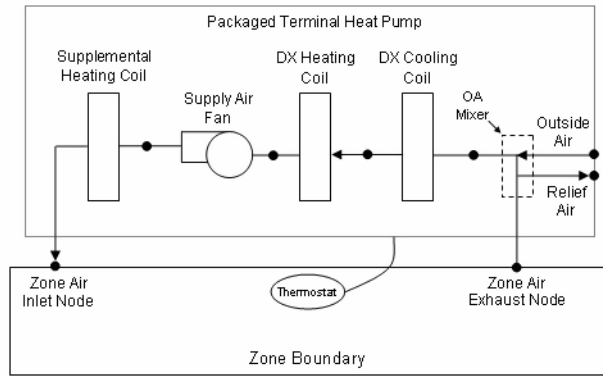 Packaged Terminal Heat Pump
Supplemental
Heating Coil
Supply Air
Fan
DX Heating
Coil
DX Cooling
Coil
OA
Mixer
Outside
Air
Relief
Air
Zone Air
Inlet Node
Thermostat
Zone Air
Exhaust Node
Zone Boundary